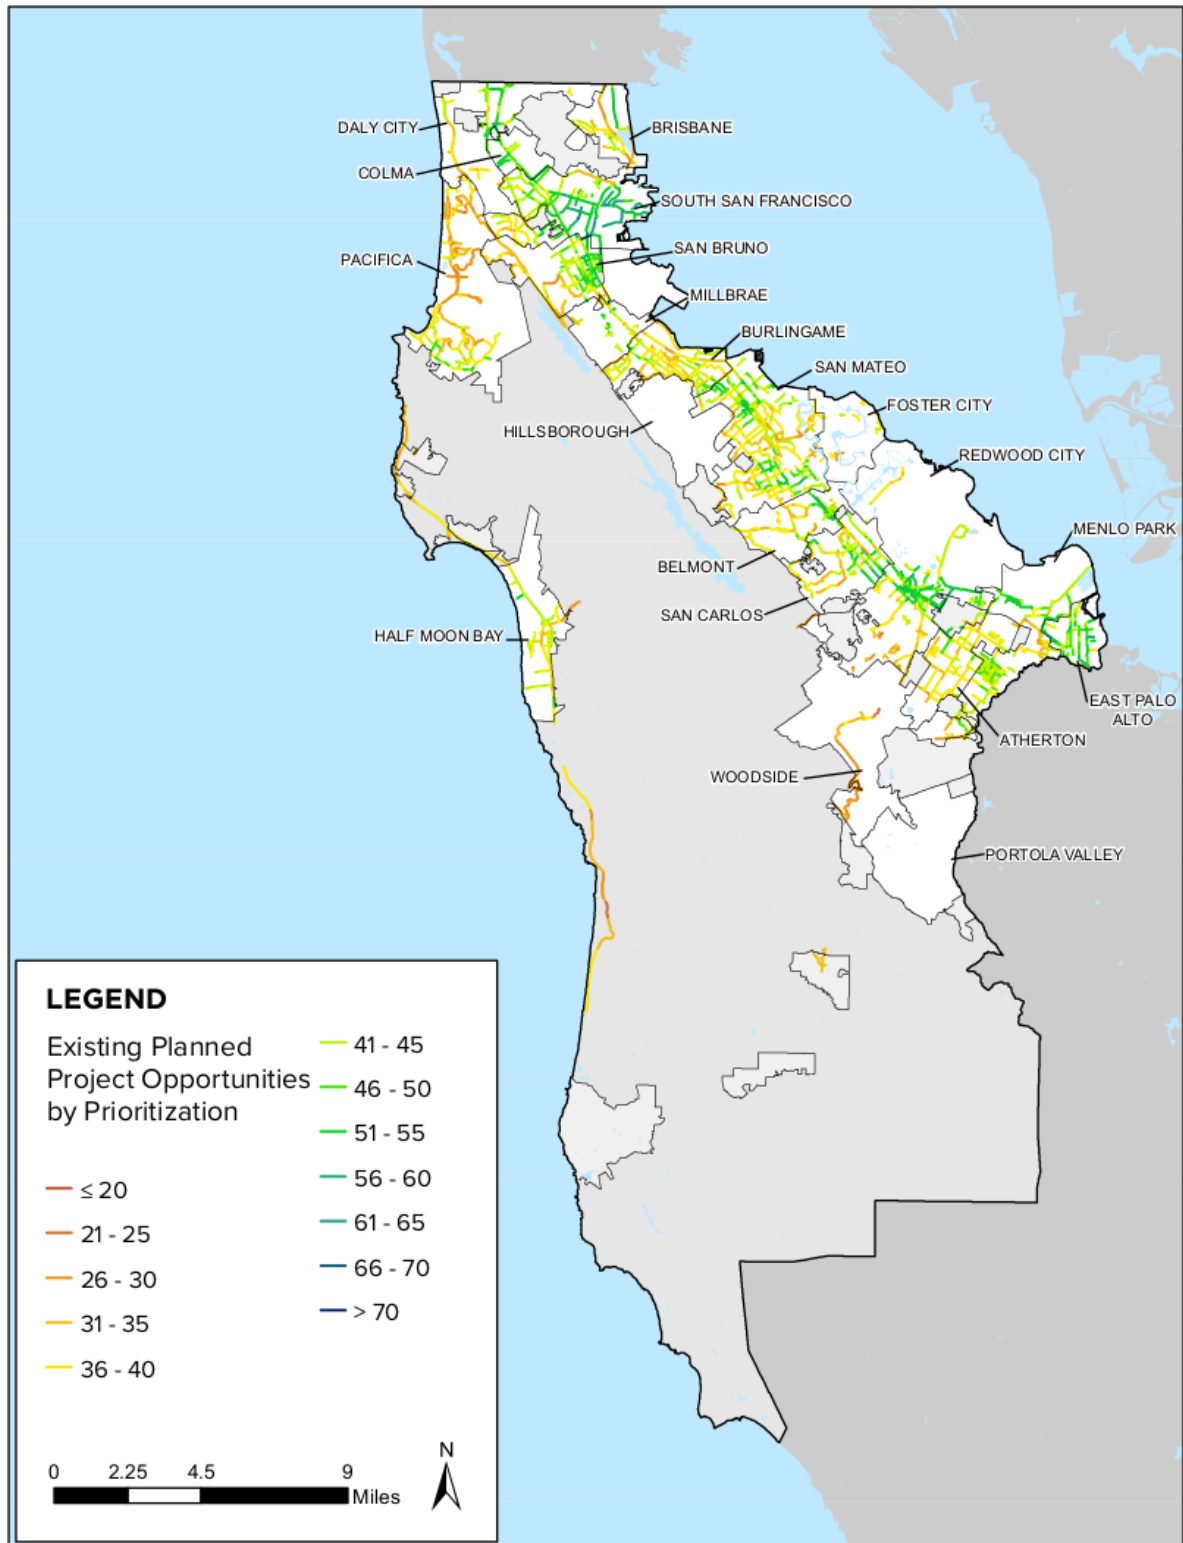 DALY CITY
BRISBANE
COLMA
SOUTH SAN FRANCISCO
SAN BRUNO
PACIFICA
MILLBRAE
BURLINGAME
SAN MATEO
FOSTER CITY
HILLSBOROUGH
REDWOOD CITY
MENLO PARK
BELMONT
SAN CARLOS
HALF MOON BAY
EAST PALO
ALTO
ATHERTON
WOODSIDE
PORTOLA VALLEY
LEGEND
Existing Planned
Project Opportunities
by Prioritization
≤ 20
21 - 25
26 - 30
31 - 35
36 - 40
41 - 45
46 - 50
51 - 55
56 - 60
61 - 65
66 - 70
> 70
N
0 2.25 4.5 9
Miles